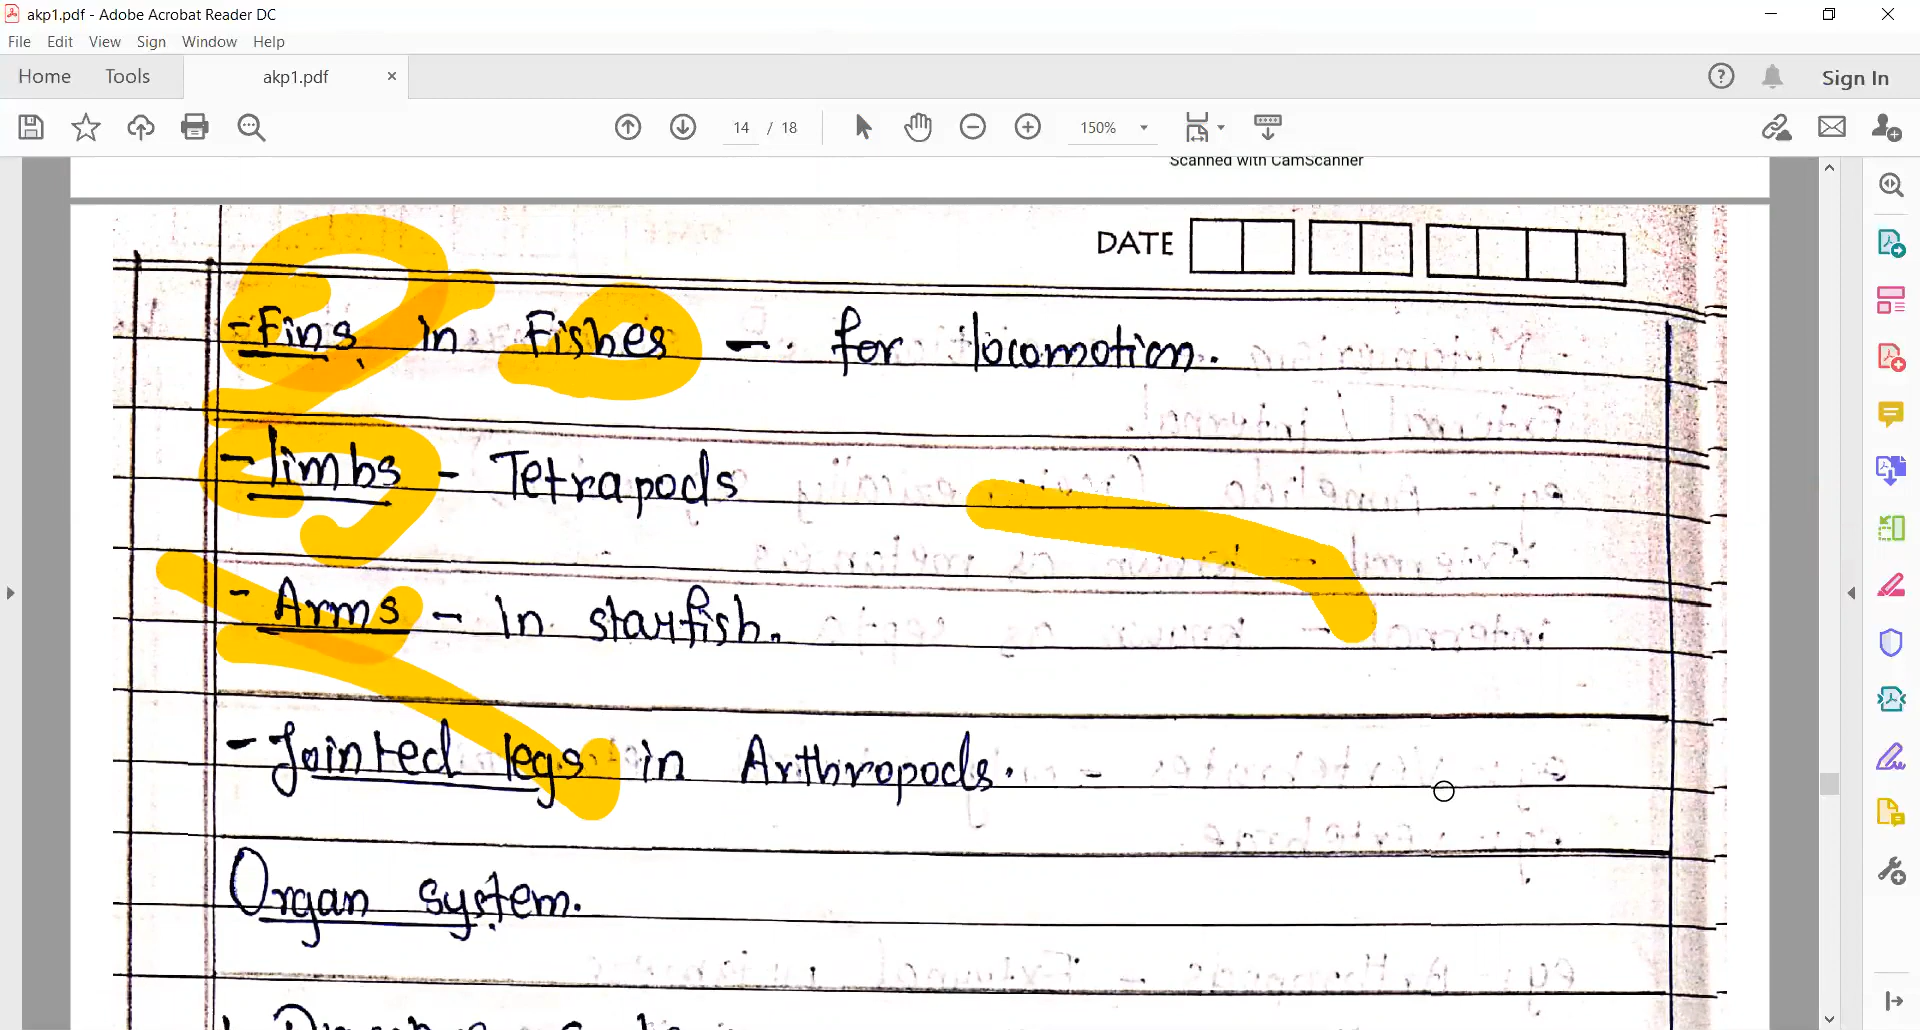 akp1.pdf - Adobe Acrobat Reader DC
File Edit View Sign Window Help
Home Tools akp1.pdf × Sign In
14 / 18 150%
Scanned with CamScanner
DATE
- Fins in Fishes - for locomotion.
- limbs - Tetrapods
- Arms - In starfish.
- Jointed legs in Arthropods.
Organ system.